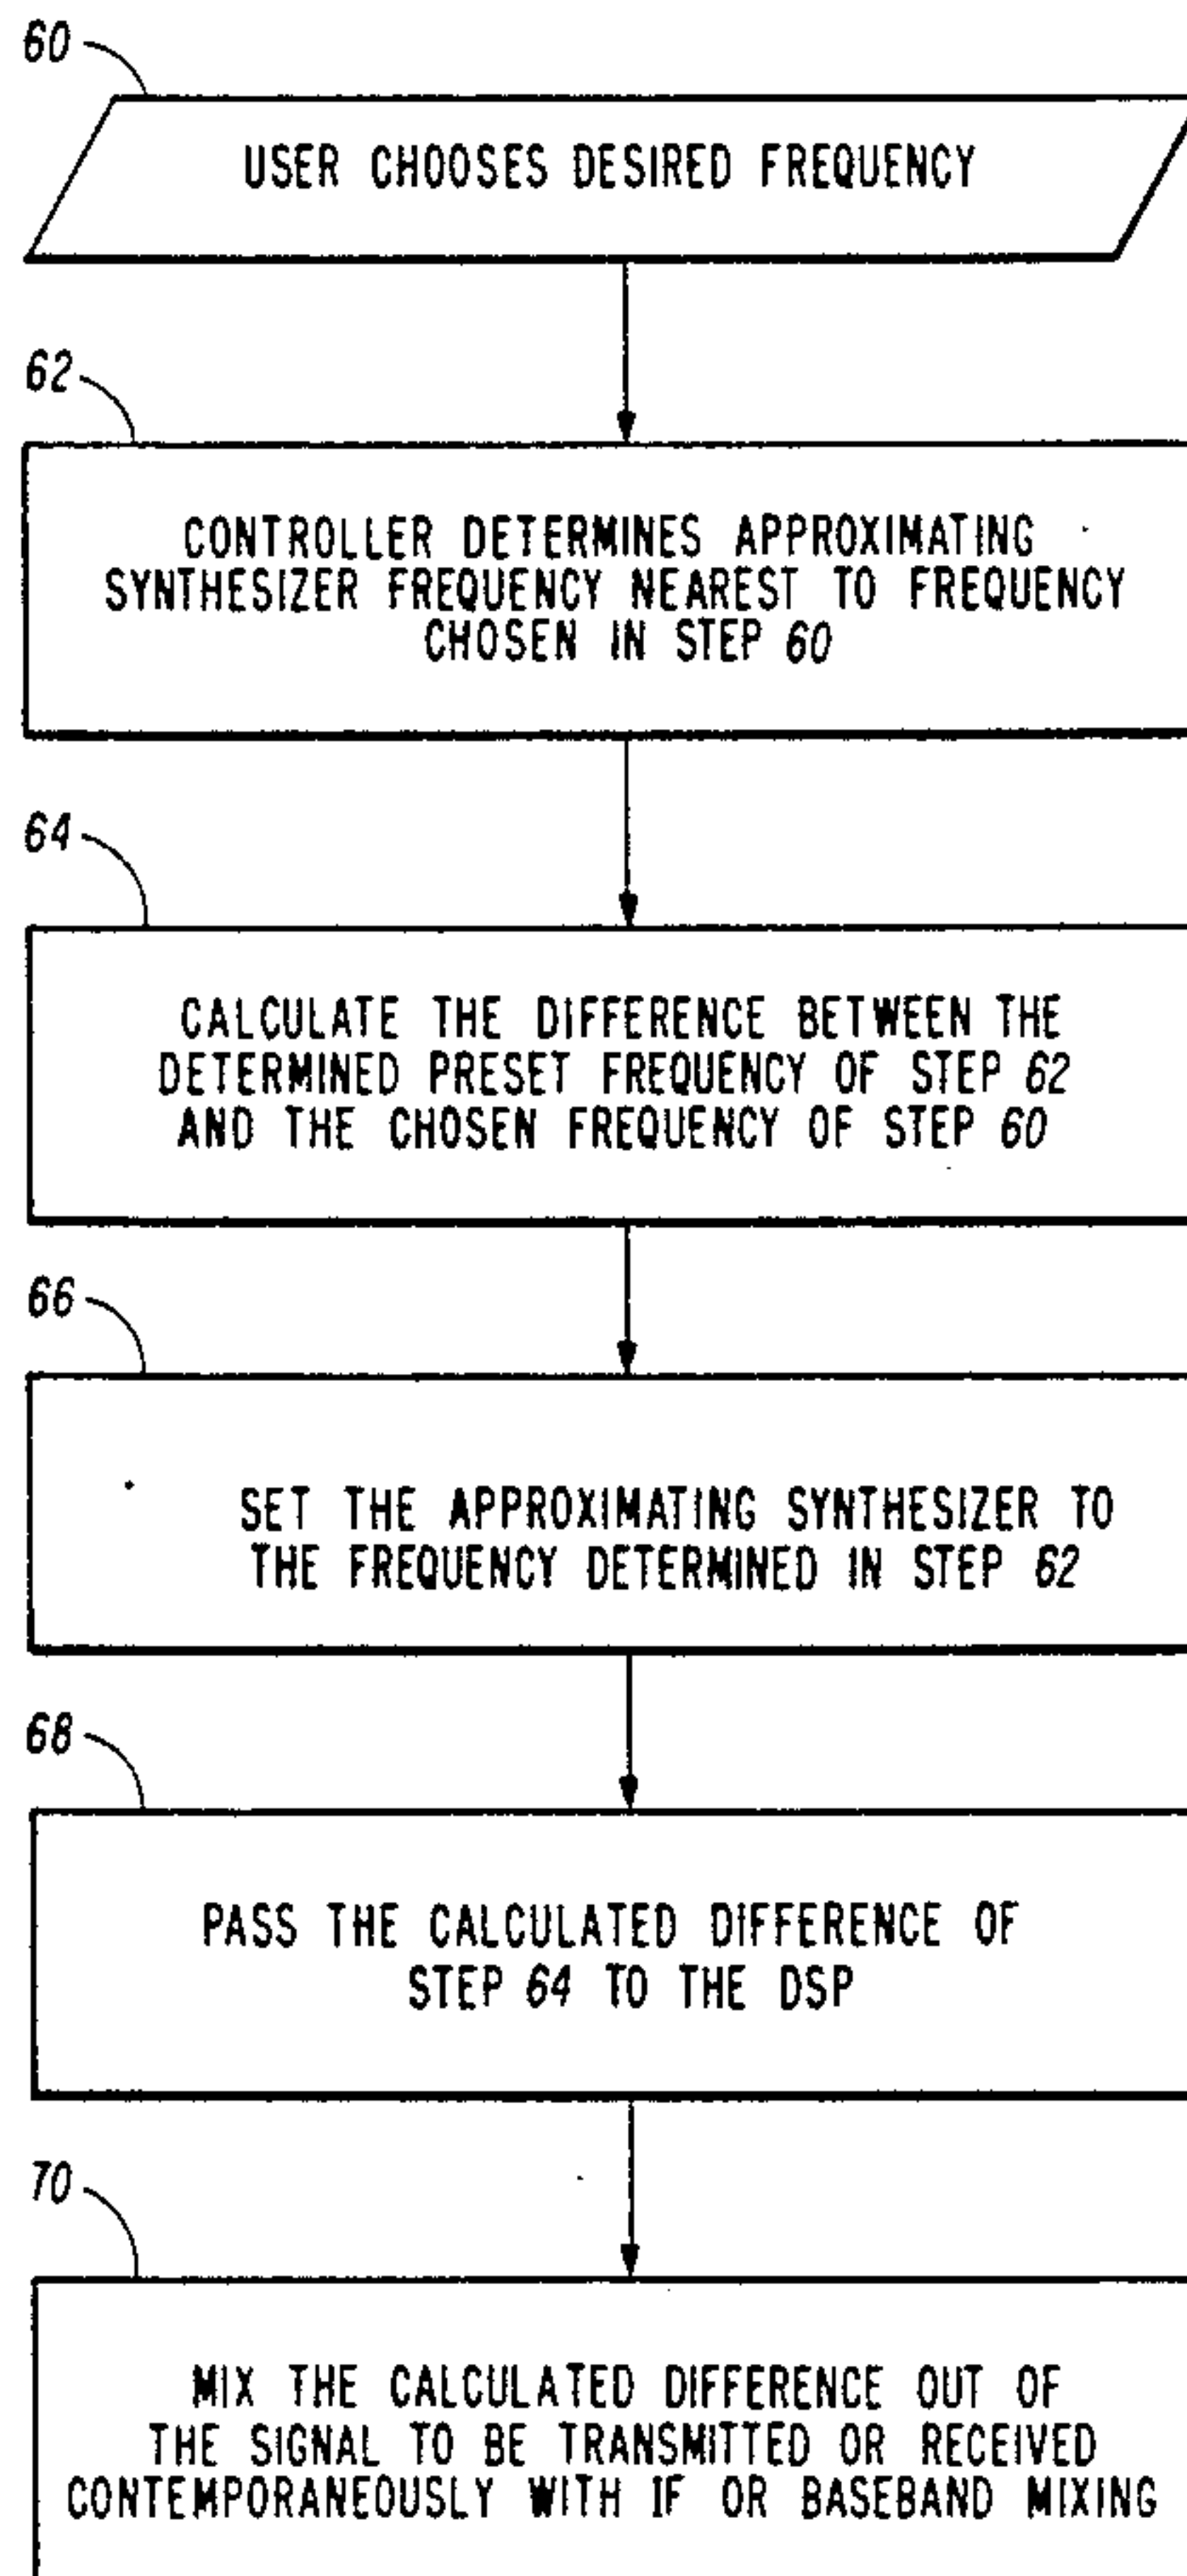 60
USER CHOOSES DESIRED FREQUENCY
62
CONTROLLER DETERMINES APPROXIMATING
SYNTHESIZER FREQUENCY NEAREST TO FREQUENCY
CHOSEN IN STEP 60
64
CALCULATE THE DIFFERENCE BETWEEN THE
DETERMINED PRESET FREQUENCY OF STEP 62
AND THE CHOSEN FREQUENCY OF STEP 60
66
SET THE APPROXIMATING SYNTHESIZER TO
THE FREQUENCY DETERMINED IN STEP 62
68
PASS THE CALCULATED DIFFERENCE OF
STEP 64 TO THE DSP
70
MIX THE CALCULATED DIFFERENCE OUT OF
THE SIGNAL TO BE TRANSMITTED OR RECEIVED
CONTEMPORANEOUSLY WITH IF OR BASEBAND MIXING